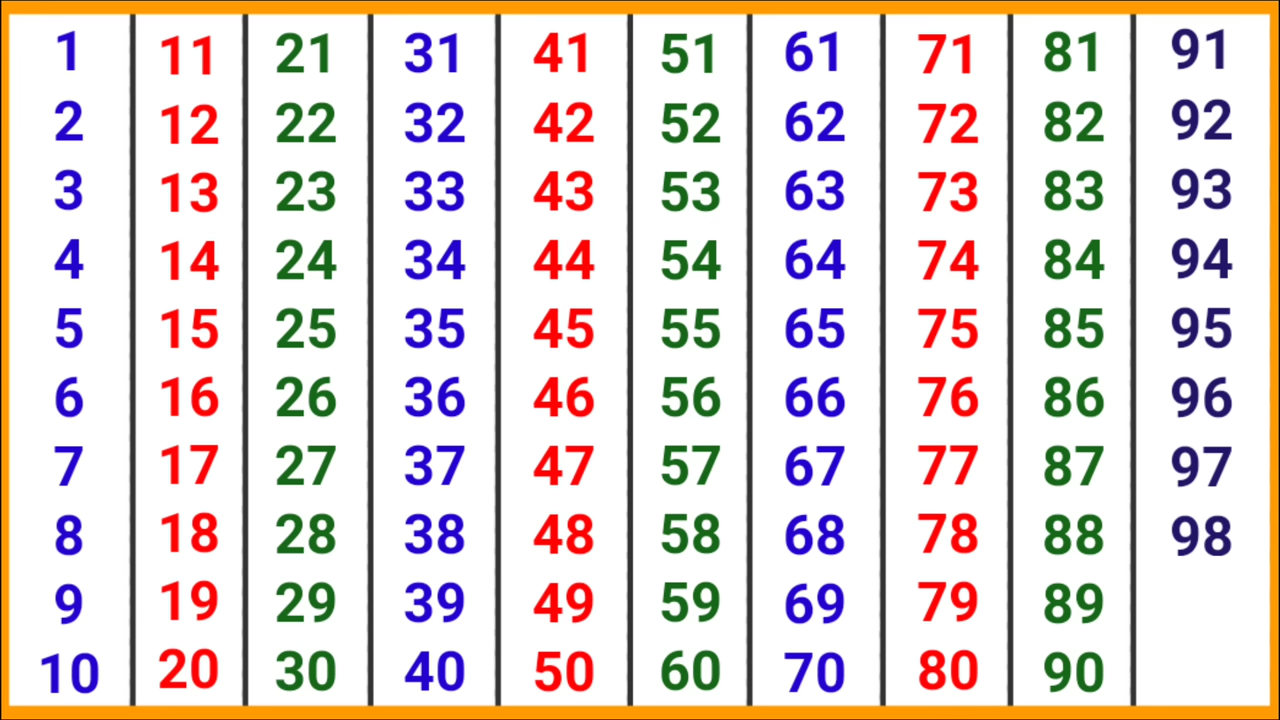 1 11 21 31 41 51 61 71 81 91
2 12 22 32 42 52 62 72 82 92
3 13 23 33 43 53 63 73 83 93
4 14 24 34 44 54 64 74 84 94
5 15 25 35 45 55 65 75 85 95
6 16 26 36 46 56 66 76 86 96
7 17 27 37 47 57 67 77 87 97
8 18 28 38 48 58 68 78 88 98
9 19 29 39 49 59 69 79 89
10 20 30 40 50 60 70 80 90